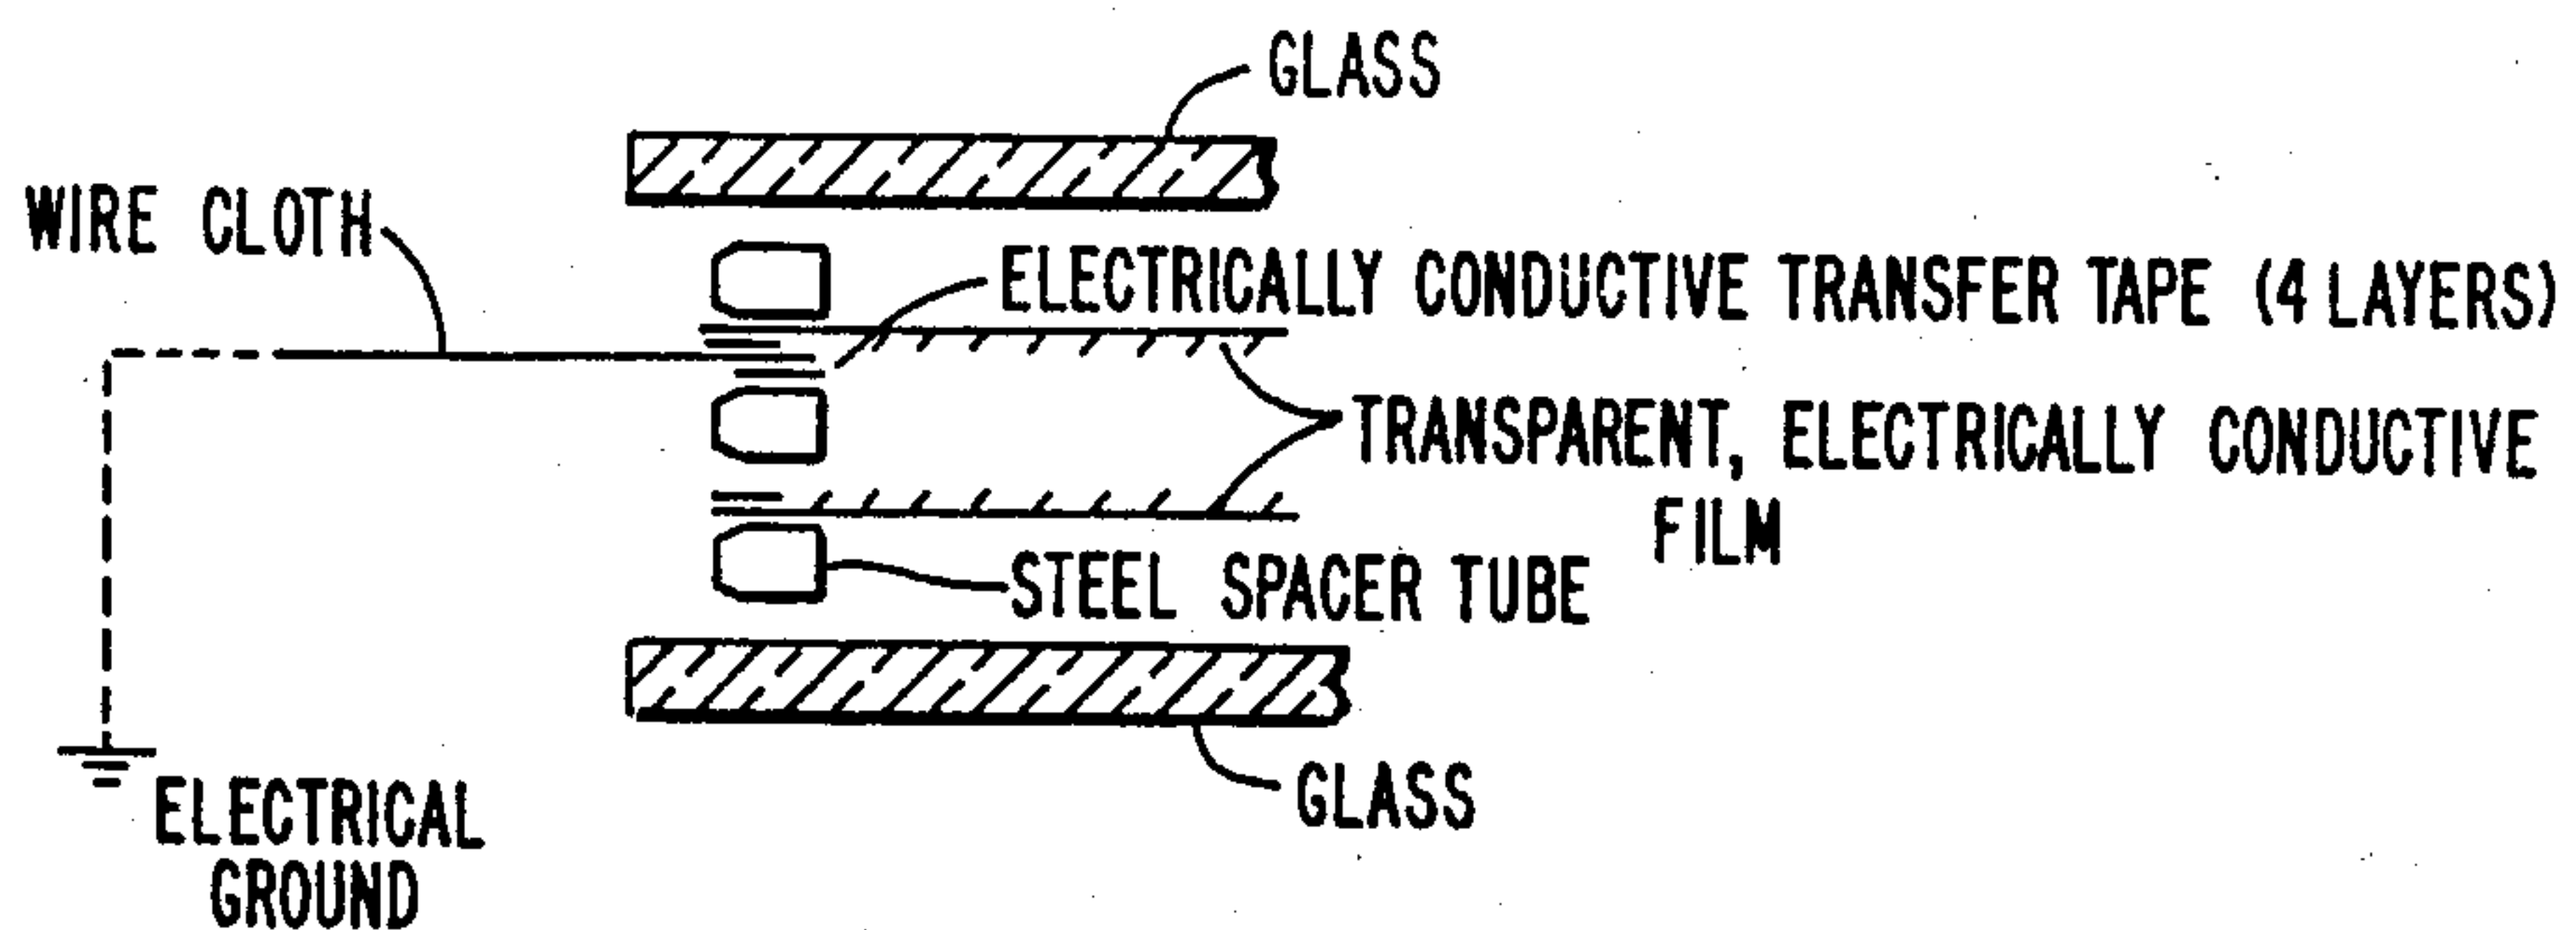 GLASS
WIRE CLOTH
ELECTRICALLY CONDUCTIVE TRANSFER TAPE (4 LAYERS)
TRANSPARENT, ELECTRICALLY CONDUCTIVE
FILM
STEEL SPACER TUBE
GLASS
ELECTRICAL
GROUND